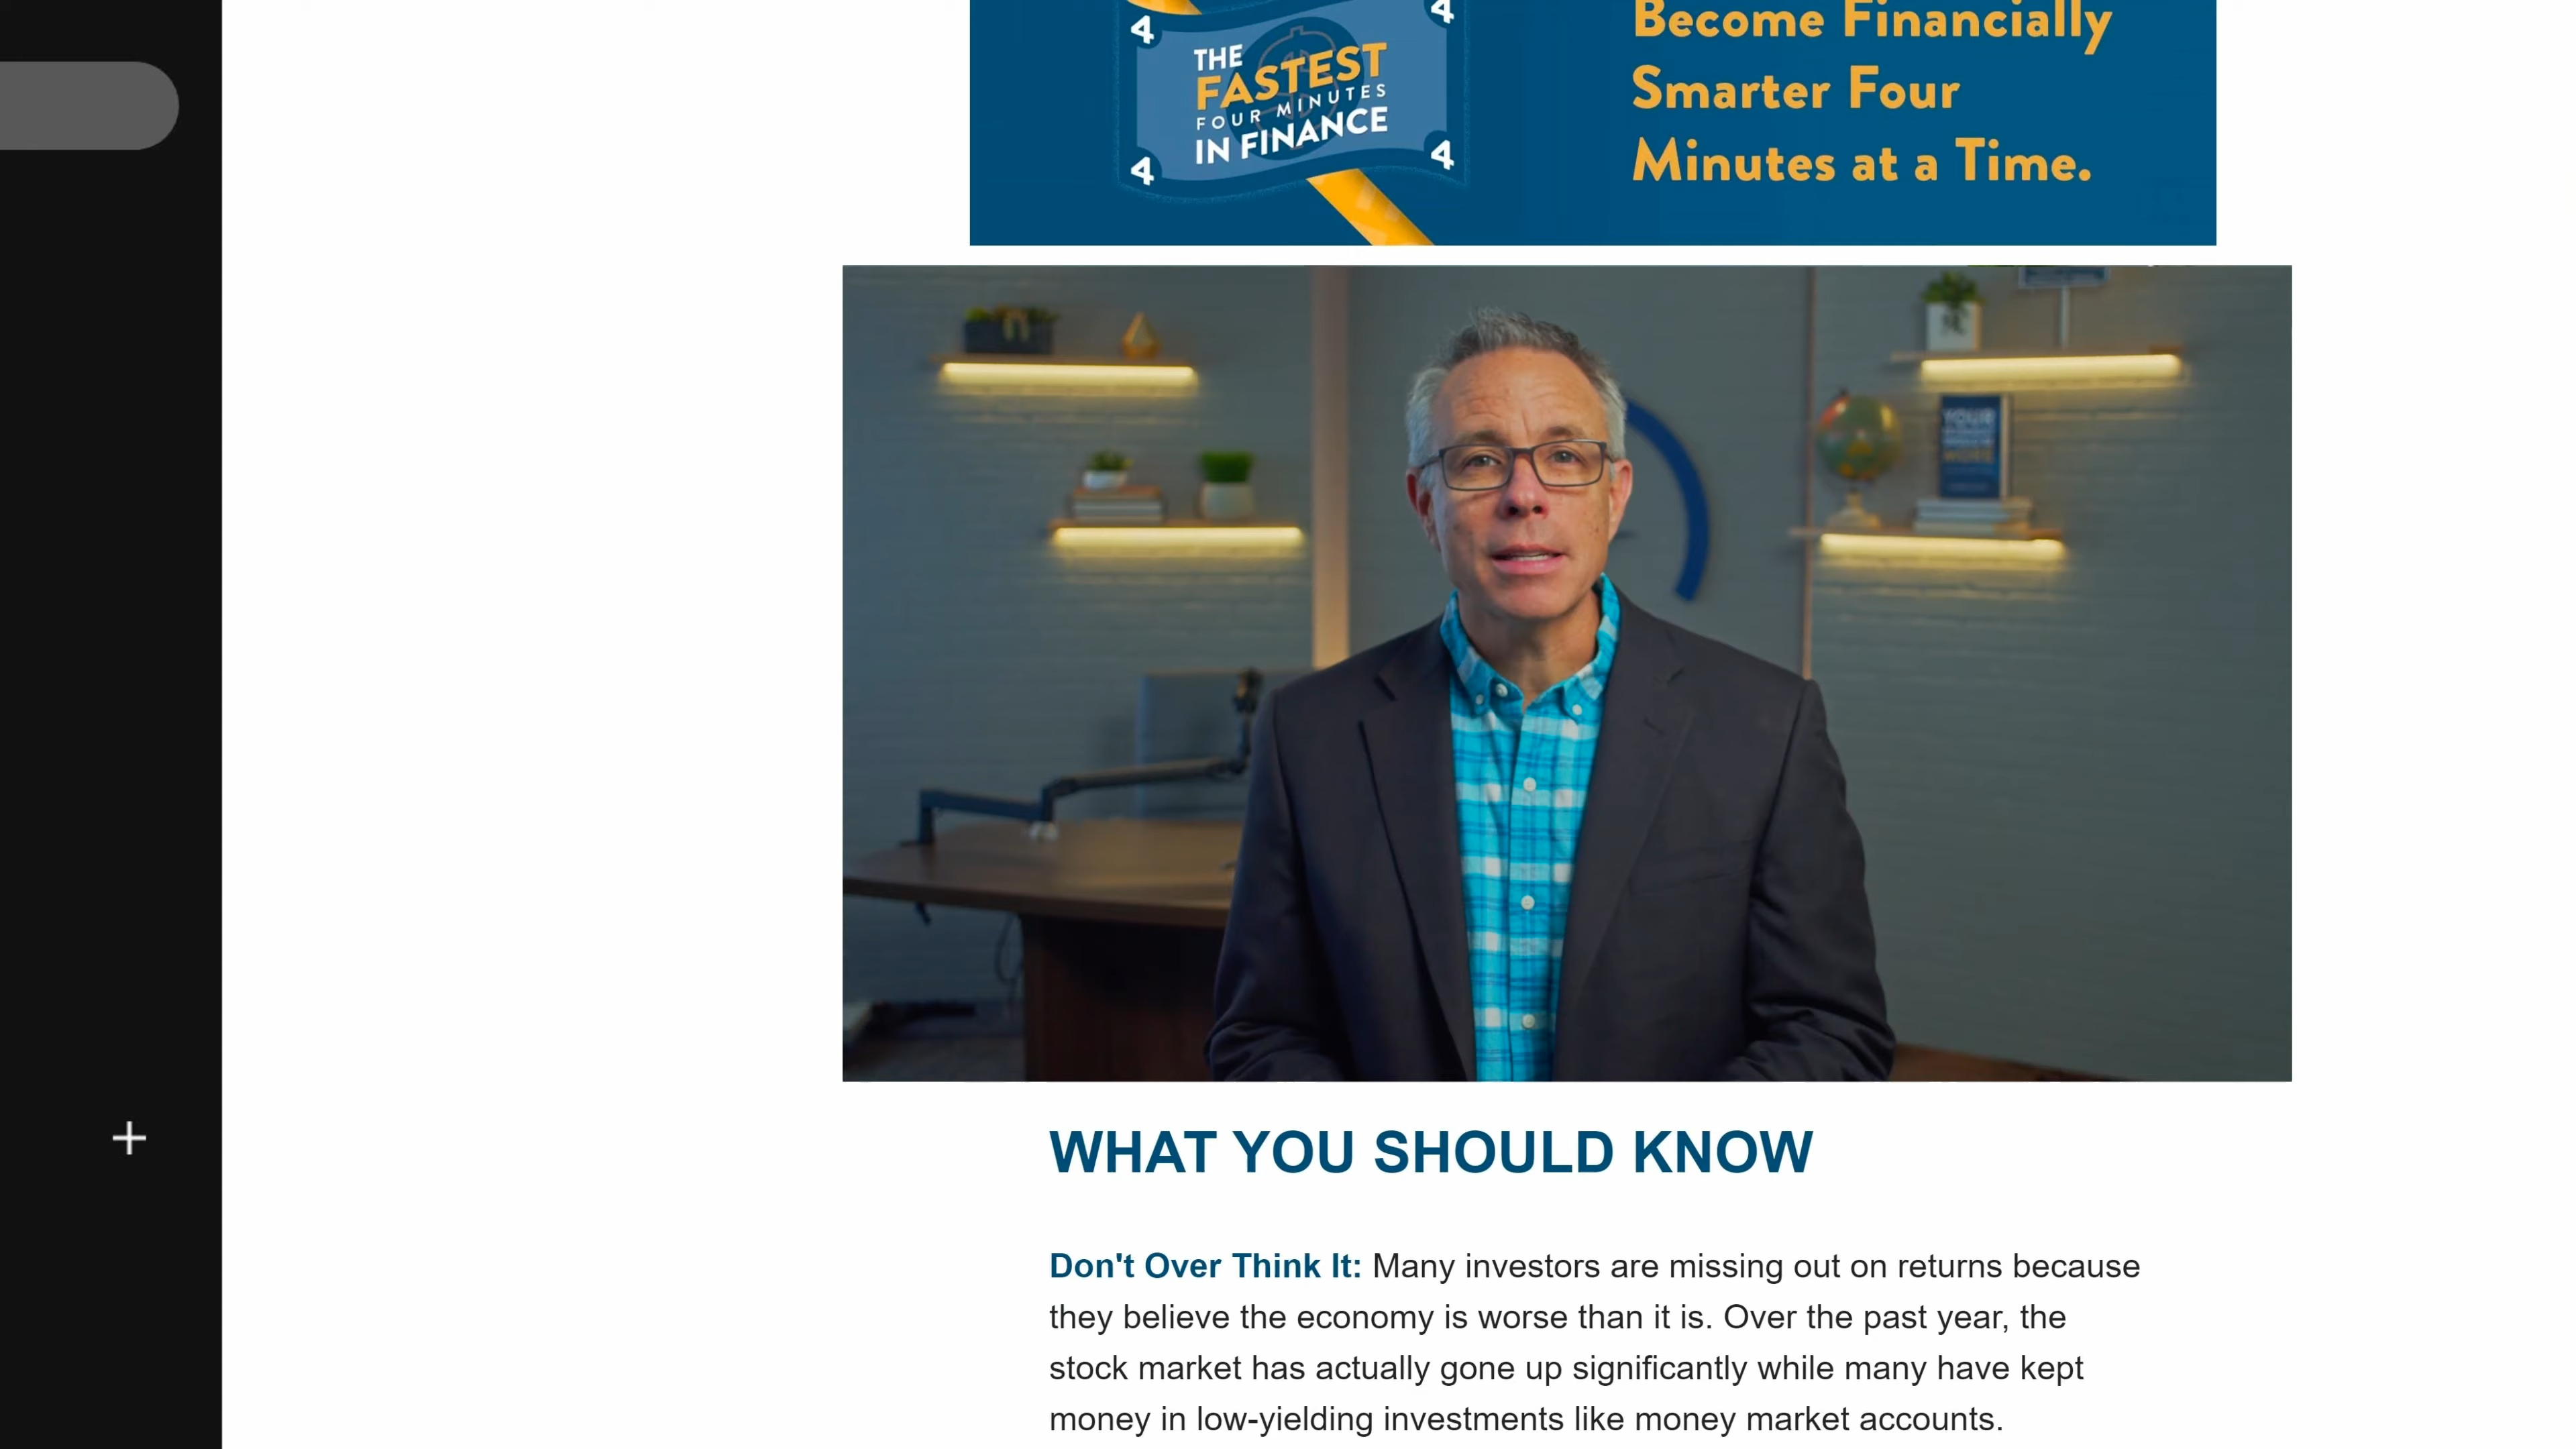 4
4
THE
FASTEST
FOUR MINUTES
IN FINANCE
4
4
Become Financially
Smarter Four
Minutes at a Time.
YOUR
WHAT YOU SHOULD KNOW
Don't Over Think It: Many investors are missing out on returns because
they believe the economy is worse than it is. Over the past year, the
stock market has actually gone up significantly while many have kept
money in low-yielding investments like money market accounts.